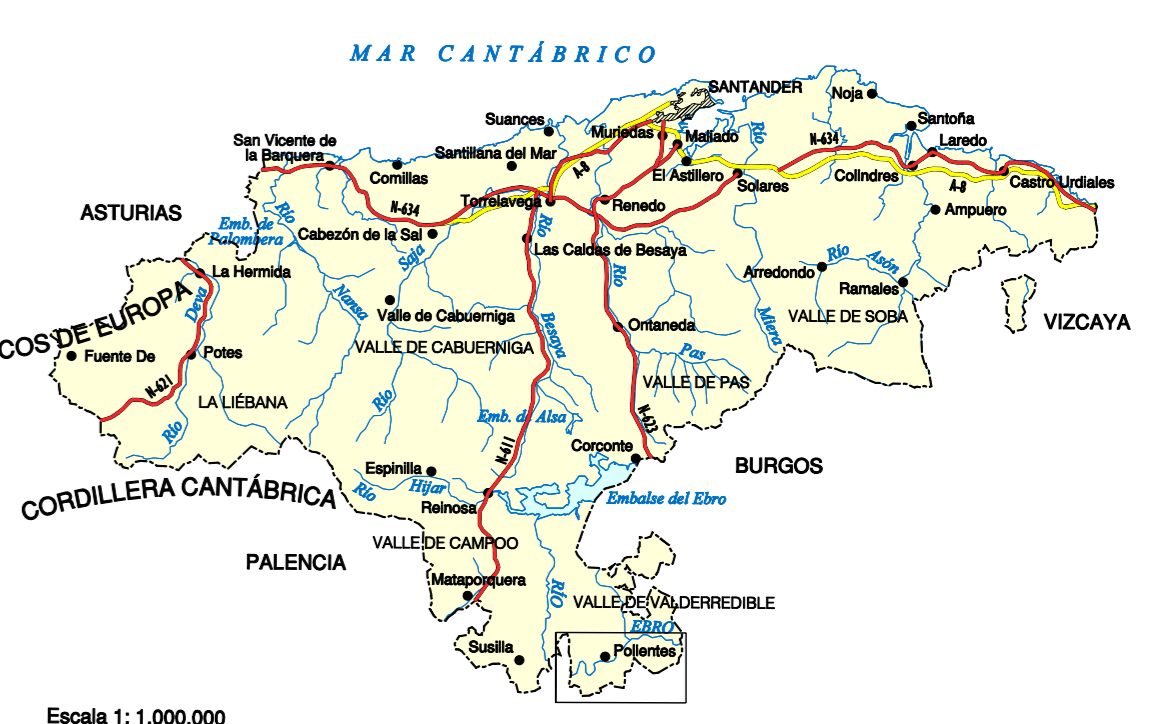 MAR CANTÁBRICO
SANTANDER
Noja
Suances
Santoña
Muriedas
Maliado
Río
N-634
Laredo
San Vicente de
la Barquera
Santillana del Mar
A-8
Comillas
El Astillero
Solares
Colindres
A-8
Castro Urdiales
ASTURIAS
Río
N-634
Torrelavega
Renedo
Ampuero
Emb. de
Palombera
Cabezón de la Sal
Saja
Río
Las Caldas de Besaya
Río
Río
Asón
La Hermida
Arredondo
Ramales
COS DE EUROPA
Deva
Nansa
Valle de Cabuerniga
Besaya
Ontaneda
Miera
VALLE DE SOBA
VIZCAYA
Fuente De
Potes
VALLE DE CABUERNIGA
Pas
N-621
LA LIÉBANA
Río
VALLE DE PAS
Río
Emb. de Alsa
N-623
N-611
Corconte
BURGOS
Espinilla
CORDILLERA CANTÁBRICA
Río
Hijar
Reinosa
Embalse del Ebro
VALLE DE CAMPOO
PALENCIA
Mataporquera
RÍO
VALLE DE VALDERREDIBLE
EBRO
Susilla
Pollentes
Escala 1: 1.000.000